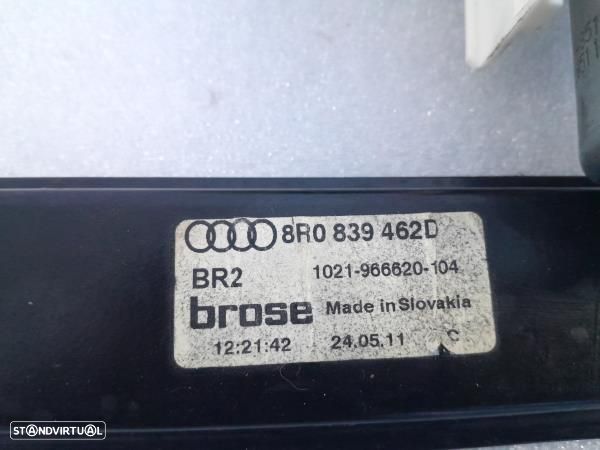 8R0 839 462D
BR2 1021-966620-104
brose Made in Slovakia
12:21:42 24.05.11 C
STANDVIRTUAL